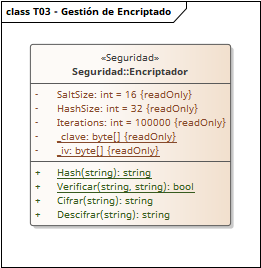 class T03 - Gestión de Encriptado
«Seguridad»
Seguridad::Encriptador
- SaltSize: int = 16 {readOnly}
- HashSize: int = 32 {readOnly}
- Iterations: int = 100000 {readOnly}
- _clave: byte[] {readOnly}
- _iv: byte[] {readOnly}
+ Hash(string): string
+ Verificar(string, string): bool
+ Cifrar(string): string
+ Descifrar(string): string